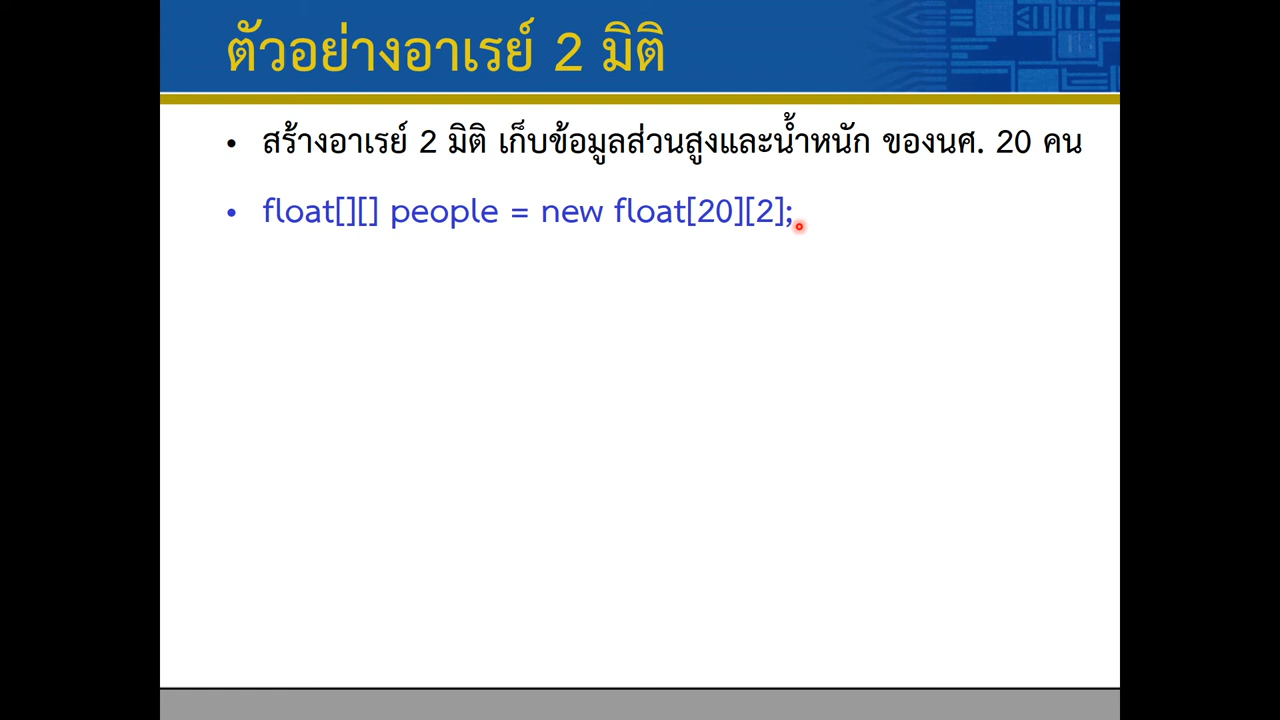 ตัวอย่างอาเรย์ 2 มิติ
• สร้างอาเรย์ 2 มิติ เก็บข้อมูลส่วนสูงและน้ำหนัก ของนศ. 20 คน
• float[][] people = new float[20][2];